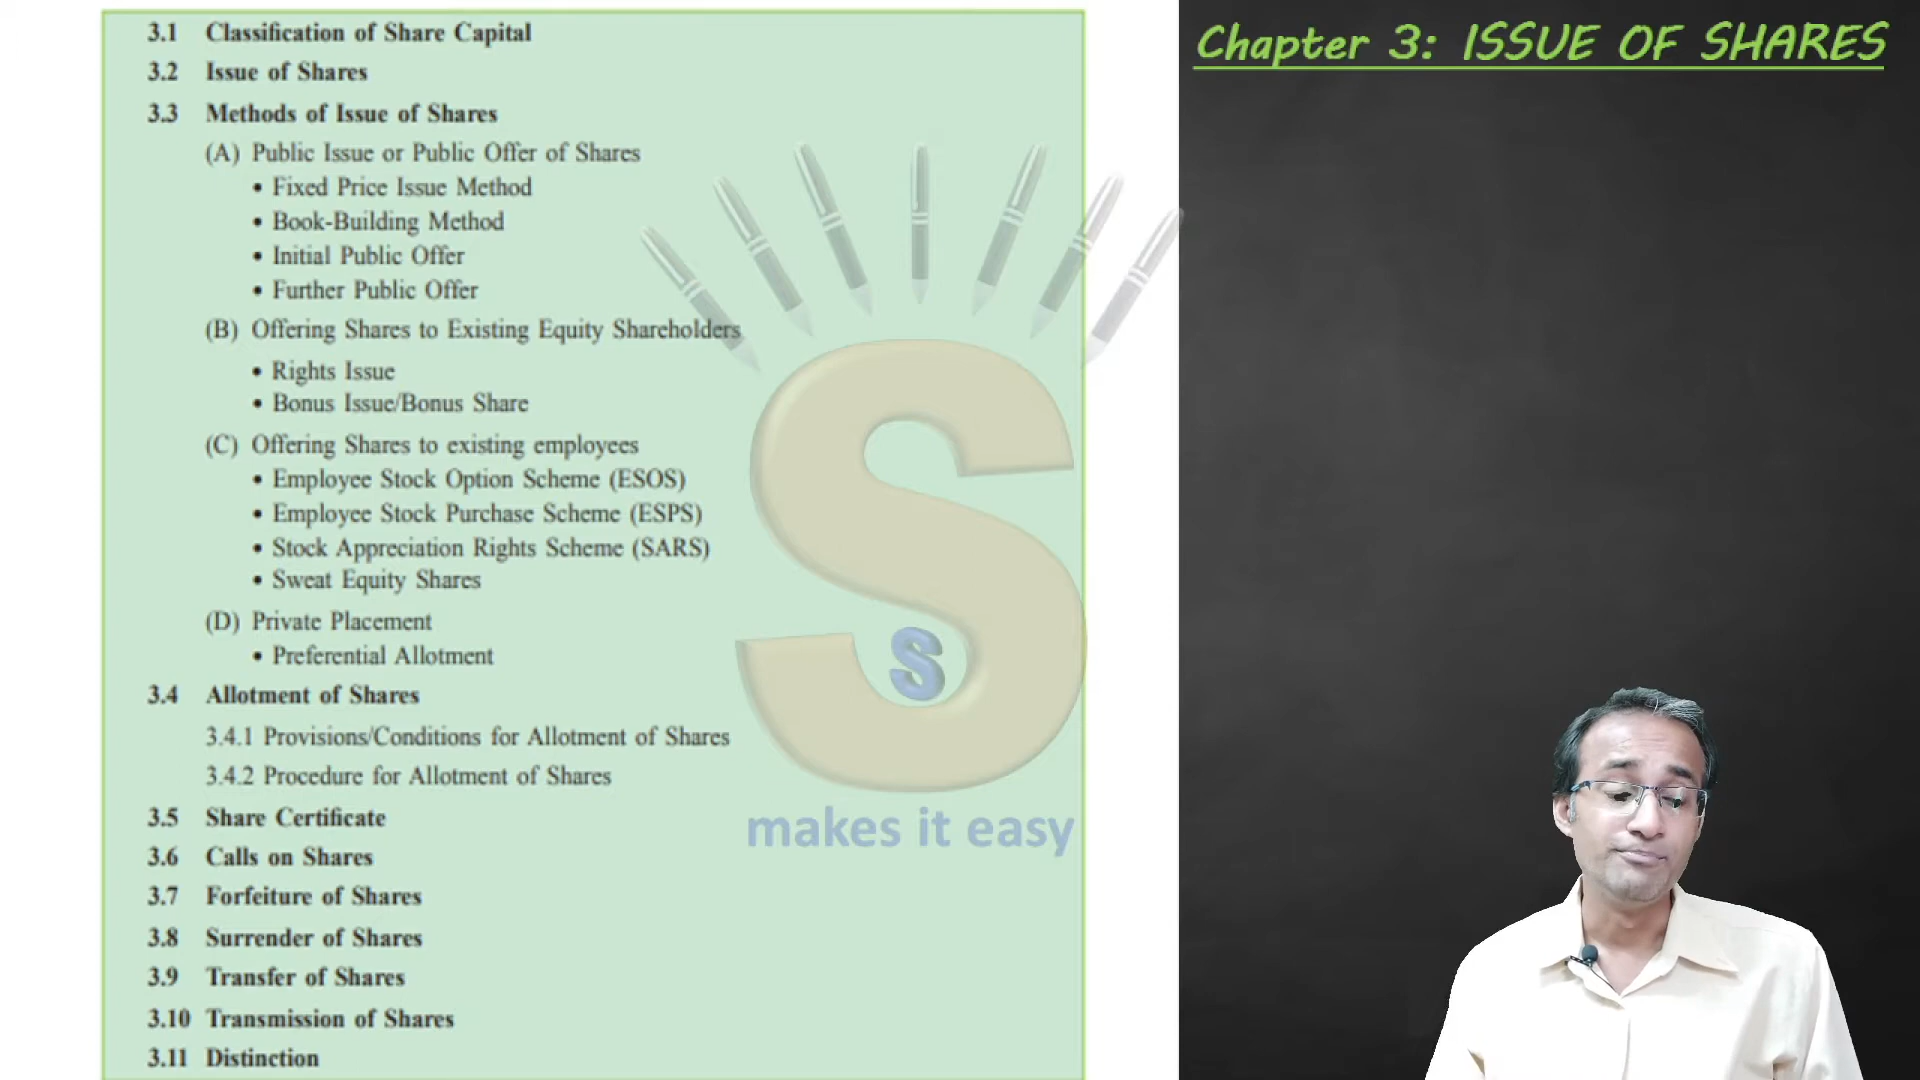 Chapter 3: ISSUE OF SHARES
3.1 Classification of Share Capital
3.2 Issue of Shares
3.3 Methods of Issue of Shares
(A) Public Issue or Public Offer of Shares
• Fixed Price Issue Method
• Book-Building Method
• Initial Public Offer
• Further Public Offer
(B) Offering Shares to Existing Equity Shareholders
• Rights Issue
• Bonus Issue/Bonus Share
(C) Offering Shares to existing employees
• Employee Stock Option Scheme (ESOS)
• Employee Stock Purchase Scheme (ESPS)
• Stock Appreciation Rights Scheme (SARS)
• Sweat Equity Shares
(D) Private Placement
• Preferential Allotment
3.4 Allotment of Shares
3.4.1 Provisions/Conditions for Allotment of Shares
3.4.2 Procedure for Allotment of Shares
3.5 Share Certificate
3.6 Calls on Shares
3.7 Forfeiture of Shares
3.8 Surrender of Shares
3.9 Transfer of Shares
3.10 Transmission of Shares
3.11 Distinction
S
S
makes it easy